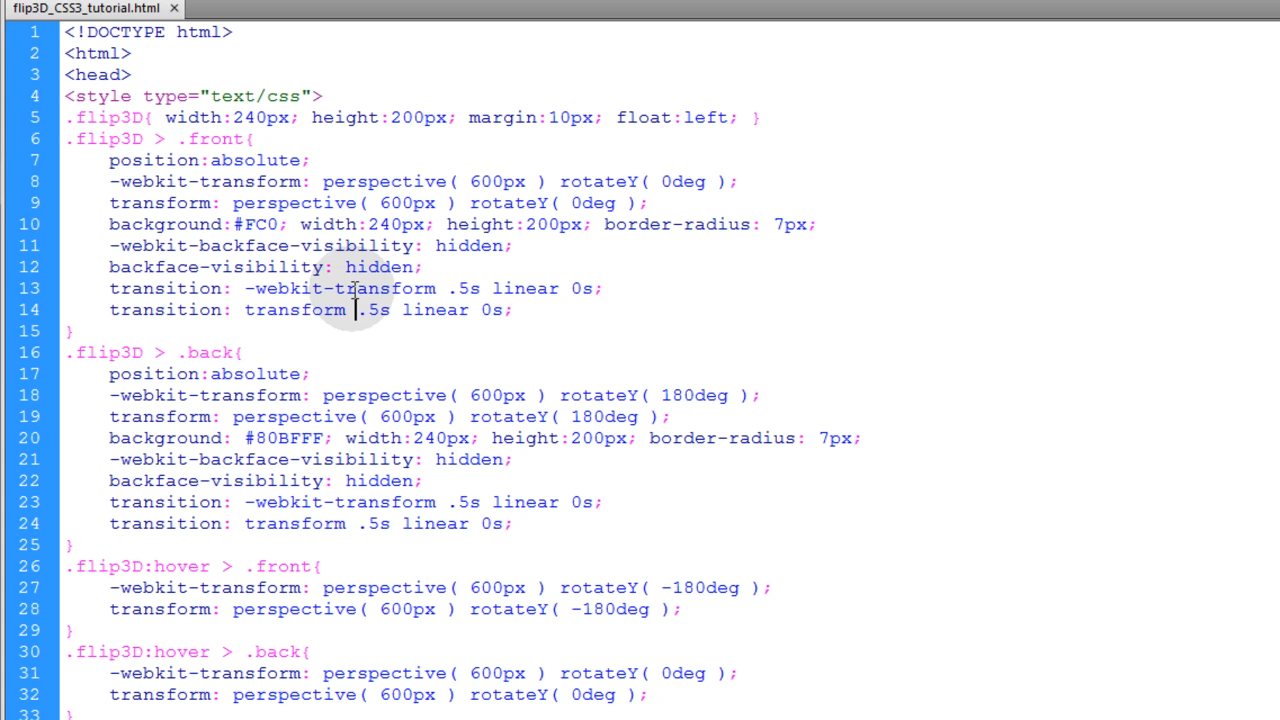 flip3D_CSS3_tutorial.html ×
1 <!DOCTYPE html>
2 <html>
3 <head>
4 <style type="text/css">
5 .flip3D{ width:240px; height:200px; margin:10px; float:left; }
6 .flip3D > .front{
7 position:absolute;
8 -webkit-transform: perspective( 600px ) rotateY( 0deg );
9 transform: perspective( 600px ) rotateY( 0deg );
10 background:#FC0; width:240px; height:200px; border-radius: 7px;
11 -webkit-backface-visibility: hidden;
12 backface-visibility: hidden;
13 transition: -webkit-transform .5s linear 0s;
14 transition: transform .5s linear 0s;
15 }
16 .flip3D > .back{
17 position:absolute;
18 -webkit-transform: perspective( 600px ) rotateY( 180deg );
19 transform: perspective( 600px ) rotateY( 180deg );
20 background: #80BFFF; width:240px; height:200px; border-radius: 7px;
21 -webkit-backface-visibility: hidden;
22 backface-visibility: hidden;
23 transition: -webkit-transform .5s linear 0s;
24 transition: transform .5s linear 0s;
25 }
26 .flip3D:hover > .front{
27 -webkit-transform: perspective( 600px ) rotateY( -180deg );
28 transform: perspective( 600px ) rotateY( -180deg );
29 }
30 .flip3D:hover > .back{
31 -webkit-transform: perspective( 600px ) rotateY( 0deg );
32 transform: perspective( 600px ) rotateY( 0deg );
33 }